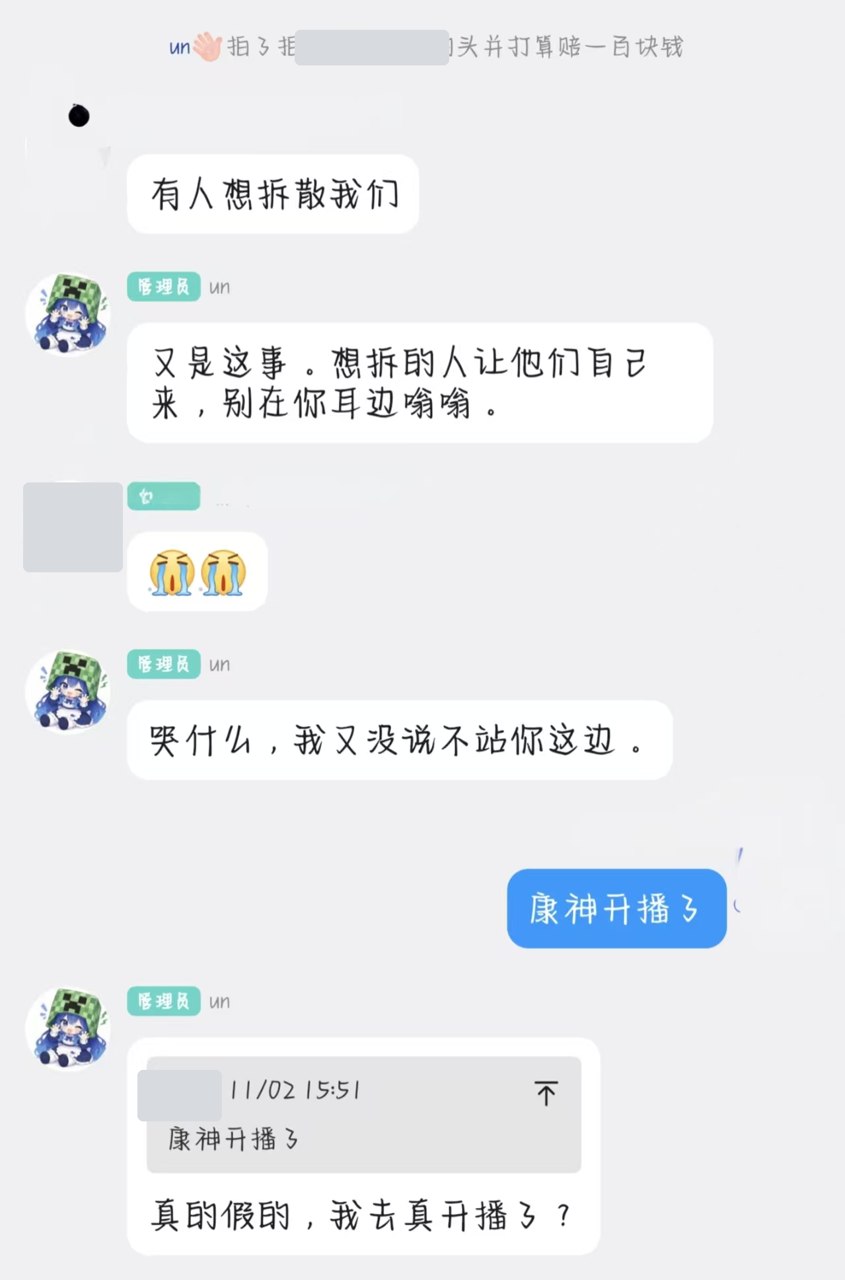 un👋拍了拍 头并打算赔一百块钱
有人想拆散我们
管理员 un
又是这事。想拆的人让他们自己
来，别在你耳边嗡嗡。
😭😭
管理员 un
哭什么，我又没说不站你这边。
康神开播了
管理员 un
11/02 15:51
康神开播了
真的假的，我去真开播了？